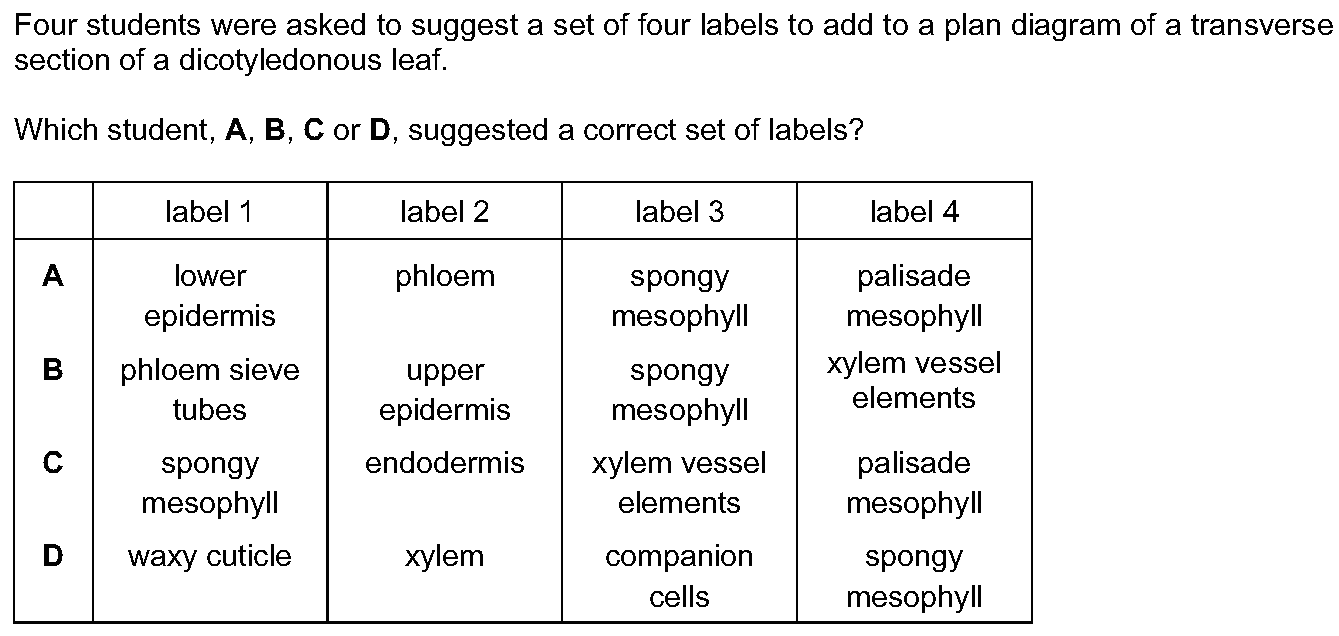 Four students were asked to suggest a set of four labels to add to a plan diagram of a transverse
section of a dicotyledonous leaf.
Which student, A, B, C or D, suggested a correct set of labels?
label 1 label 2 label 3 label 4
A lower epidermis phloem spongy mesophyll palisade mesophyll
B phloem sieve tubes upper epidermis spongy mesophyll xylem vessel elements
C spongy mesophyll endodermis xylem vessel elements palisade mesophyll
D waxy cuticle xylem companion cells spongy mesophyll